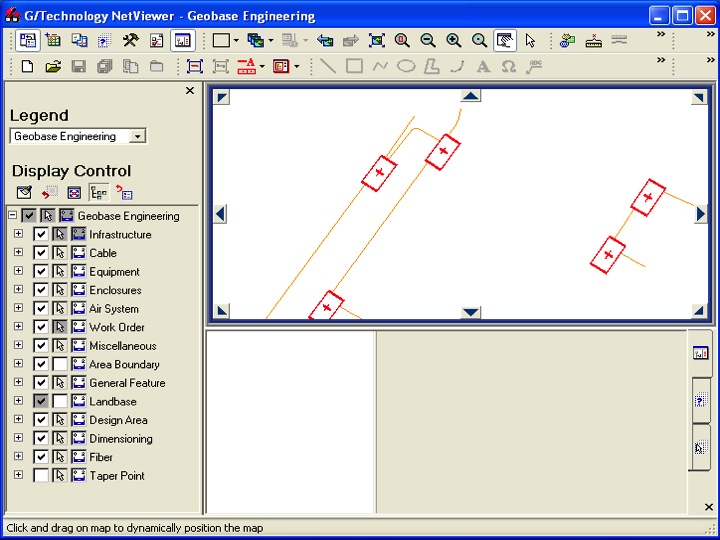 G/Technology NetViewer - Geobase Engineering
Legend
Geobase Engineering
Display Control
Geobase Engineering
Infrastructure
Cable
Equipment
Enclosures
Air System
Work Order
Miscellaneous
Area Boundary
General Feature
Landbase
Design Area
Dimensioning
Fiber
Taper Point
Click and drag on map to dynamically position the map